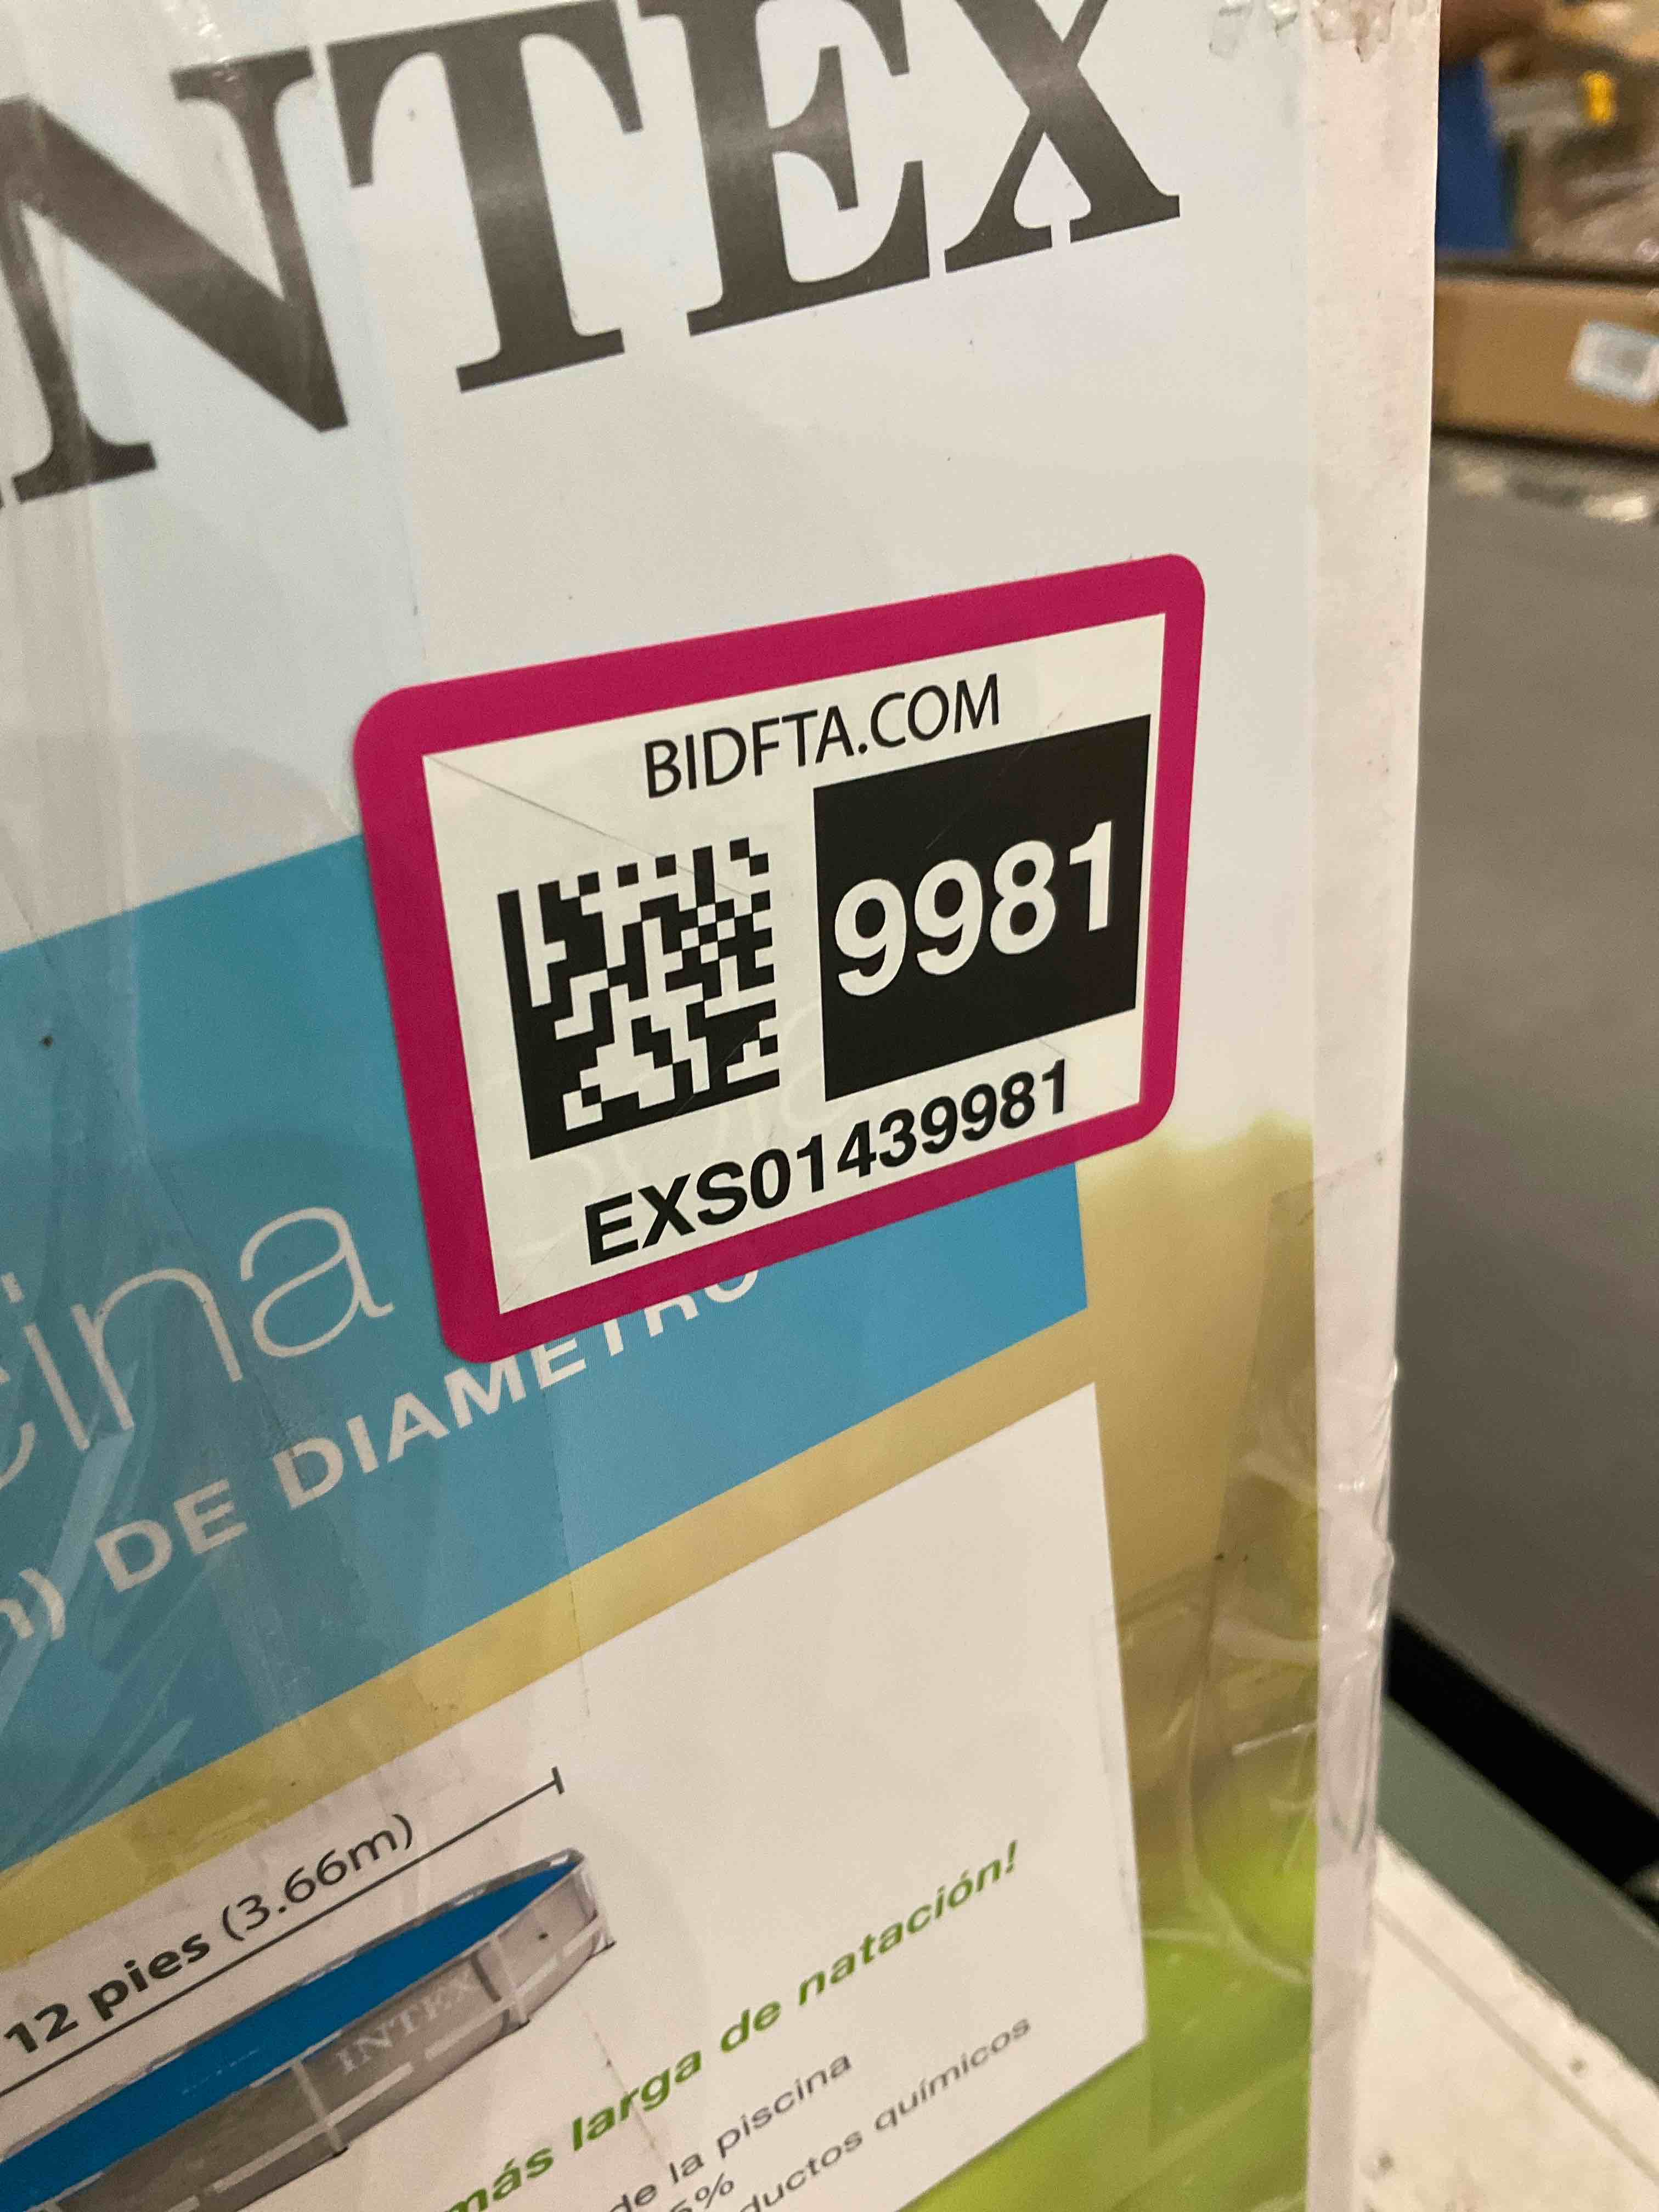 NTEX
BIDFTA.COM
9981
EXS01439981
cina
DE DIAMETRO
12 pies (3.66m)
INTEX
más larga de natación!
de la piscina
5%
ductos químicos